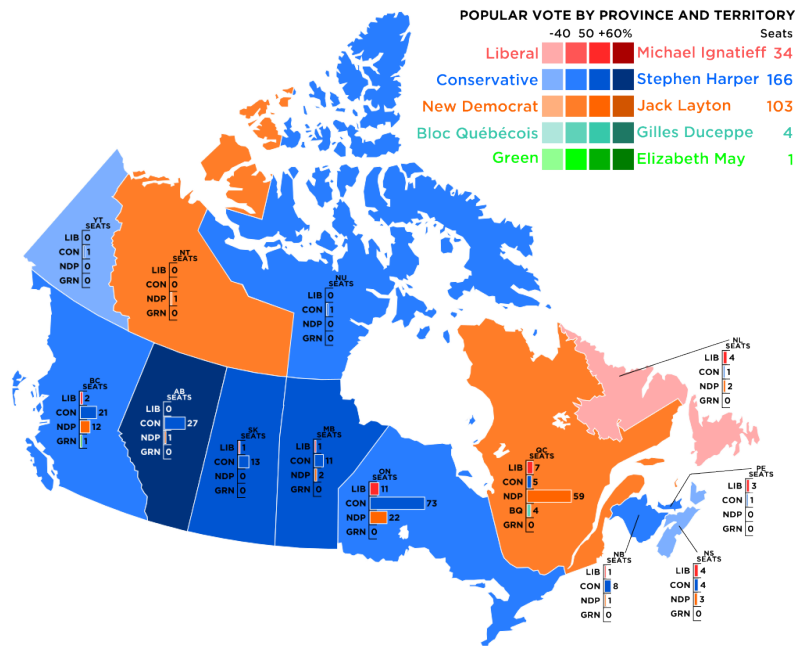 POPULAR VOTE BY PROVINCE AND TERRITORY
-40 50 +60% Seats
Liberal Michael Ignatieff 34
Conservative Stephen Harper 166
New Democrat Jack Layton 103
Bloc Québécois Gilles Duceppe 4
Green Elizabeth May 1
YT
SEATS
LIB 0
CON 1
NDP 0
GRN 0
NT
SEATS
LIB 0
CON 0
NDP 1
GRN 0
NU
SEATS
LIB 0
CON 1
NDP 0
GRN 0
BC
SEATS
LIB 2
CON 21
NDP 12
GRN 1
AB
SEATS
LIB 0
CON 27
NDP 1
GRN 0
SK
SEATS
LIB 1
CON 13
NDP 0
GRN 0
MB
SEATS
LIB 1
CON 11
NDP 2
GRN 0
ON
SEATS
LIB 11
CON 73
NDP 22
GRN 0
QC
SEATS
LIB 7
CON 5
NDP 59
BQ 4
GRN 0
NL
SEATS
LIB 4
CON 1
NDP 2
GRN 0
PE
SEATS
LIB 3
CON 1
NDP 0
GRN 0
NB
SEATS
LIB 1
CON 8
NDP 1
GRN 0
NS
SEATS
LIB 4
CON 4
NDP 3
GRN 0